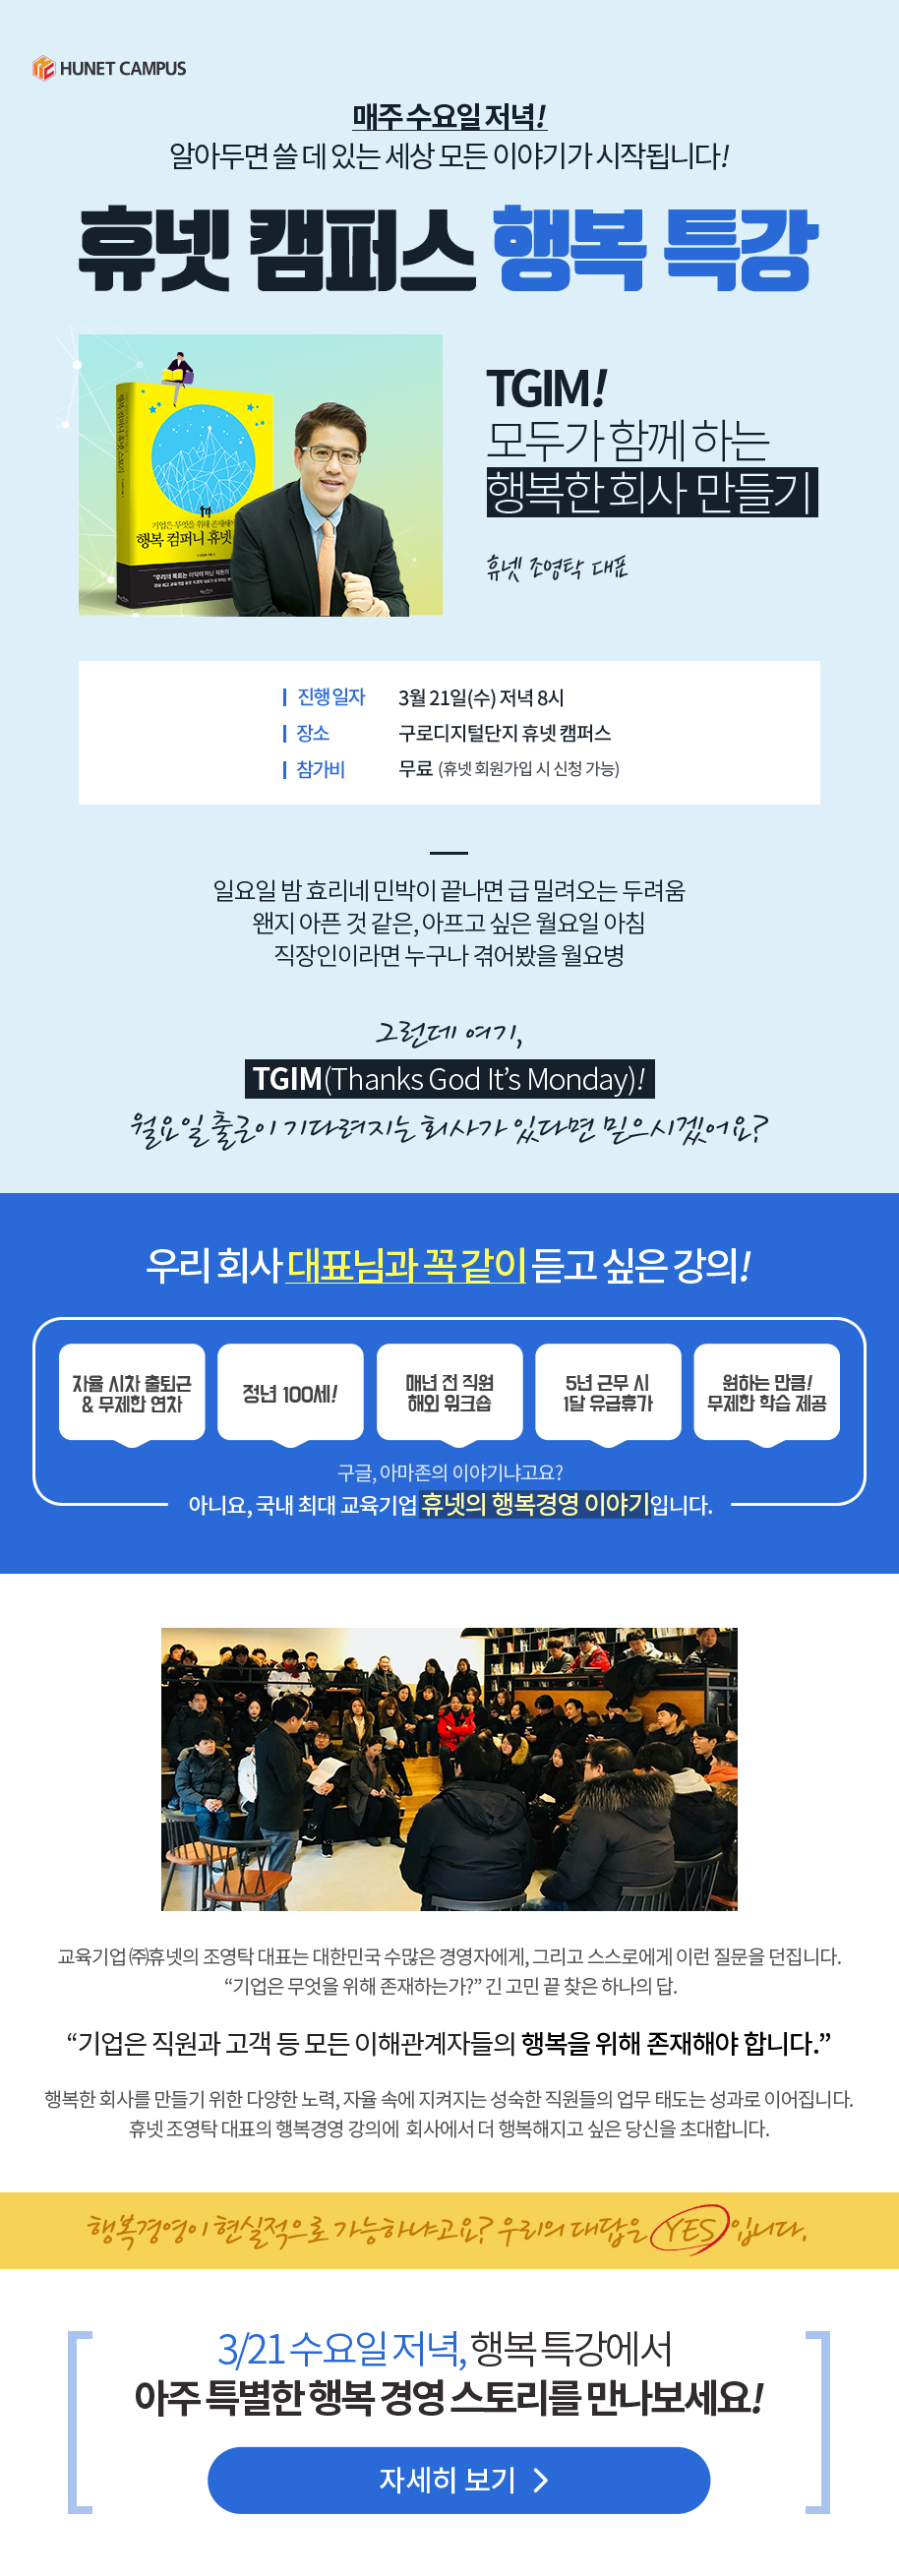 HUNET CAMPUS
매주 수요일 저녁!
알아두면 쓸 데 있는 세상 모든 이야기가 시작됩니다!
휴넷 캠퍼스 행복 특강
기업은 무엇을 위해 존재해야
행복 컴퍼니 휴넷
TGIM!
모두가 함께 하는
행복한 회사 만들기
휴넷 조영탁 대표
진행일자 3월 21일(수) 저녁 8시
장소 구로디지털단지 휴넷 캠퍼스
참가비 무료 (휴넷 회원가입 시 신청 가능)
일요일 밤 효리네 민박이 끝나면 급 밀려오는 두려움
왠지 아픈 것 같은, 아프고 싶은 월요일 아침
직장인이라면 누구나 겪어봤을 월요병
그런데 여기,
TGIM(Thanks God It's Monday)!
월요일 출근이 기다려지는 회사가 있다면 믿으시겠어요?
우리 회사 대표님과 꼭 같이 듣고 싶은 강의!
자율 시차 출퇴근
& 무제한 연차
정년 100세!
매년 전 직원
해외 워크숍
5년 근무 시
1달 유급휴가
원하는 만큼!
무제한 학습 제공
구글, 아마존의 이야기냐고요?
아니요, 국내 최대 교육기업 휴넷의 행복경영 이야기입니다.
교육기업 ㈜휴넷의 조영탁 대표는 대한민국 수많은 경영자에게, 그리고 스스로에게 이런 질문을 던집니다.
“기업은 무엇을 위해 존재하는가?” 긴 고민 끝 찾은 하나의 답.
“기업은 직원과 고객 등 모든 이해관계자들의 행복을 위해 존재해야 합니다.”
행복한 회사를 만들기 위한 다양한 노력, 자율 속에 지켜지는 성숙한 직원들의 업무 태도는 성과로 이어집니다.
휴넷 조영탁 대표의 행복경영 강의에 회사에서 더 행복해지고 싶은 당신을 초대합니다.
행복경영이 현실적으로 가능하냐고요? 우리의 대답은 YES 입니다.
3/21 수요일 저녁, 행복 특강에서
아주 특별한 행복 경영 스토리를 만나보세요!
자세히 보기 >